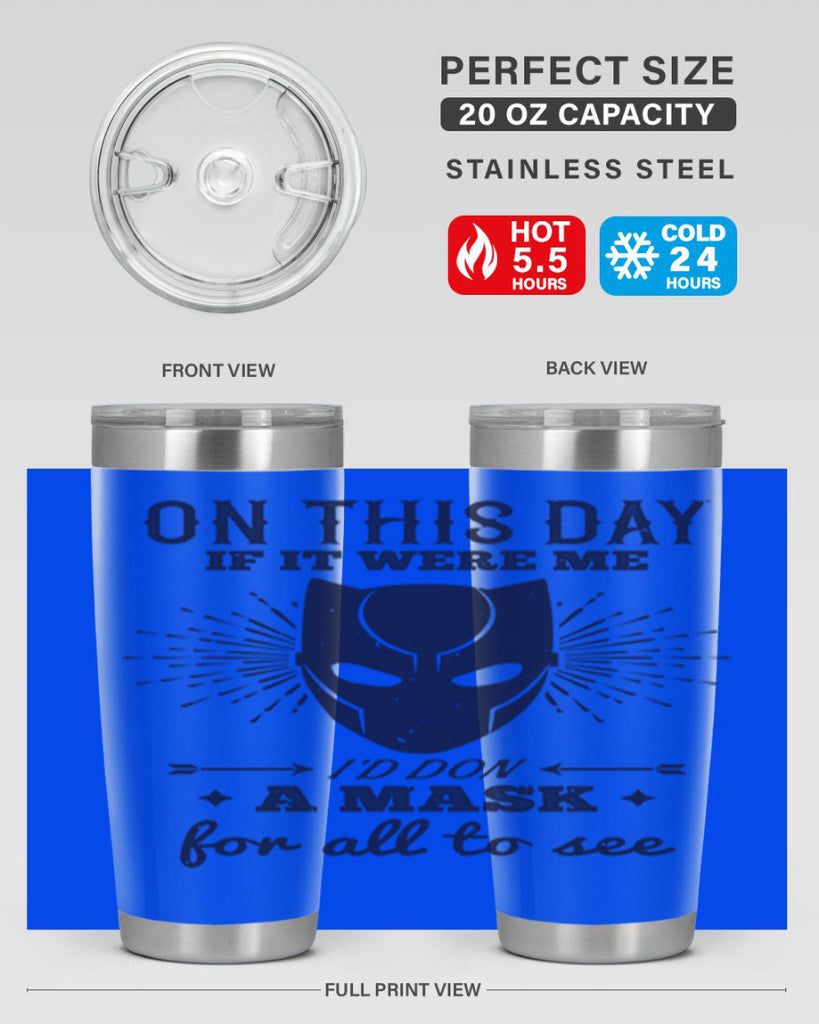 PERFECT SIZE
20 OZ CAPACITY
STAINLESS STEEL
HOT
5.5
HOURS
COLD
24
HOURS
FRONT VIEW
BACK VIEW
ON THIS DAY
IF IT WERE ME
I'D DON
A MASK
for all to see
FULL PRINT VIEW